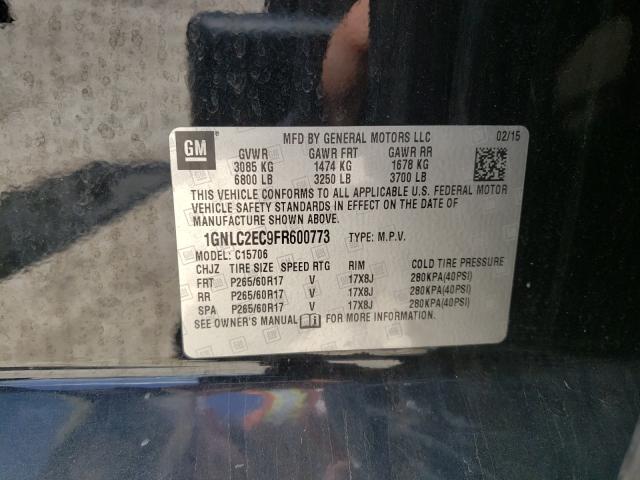 GM
MFD BY GENERAL MOTORS LLC 02/15
GVWR GAWR FRT GAWR RR
3085 KG 1474 KG 1678 KG
6800 LB 3250 LB 3700 LB
THIS VEHICLE CONFORMS TO ALL APPLICABLE U.S. FEDERAL MOTOR
VEHICLE SAFETY STANDARDS IN EFFECT ON THE DATE OF
MANUFACTURE SHOWN ABOVE.
1GNLC2EC9FR600773 TYPE: M.P.V.
MODEL: C15706
CHJZ TIRE SIZE SPEED RTG RIM COLD TIRE PRESSURE
FRT P265/60R17 V 17X8J 280KPA(40PSI)
RR P265/60R17 V 17X8J 280KPA(40PSI)
SPA P265/60R17 V 17X8J 280KPA(40PSI)
SEE OWNER'S MANUAL FOR MORE INFORMATION.